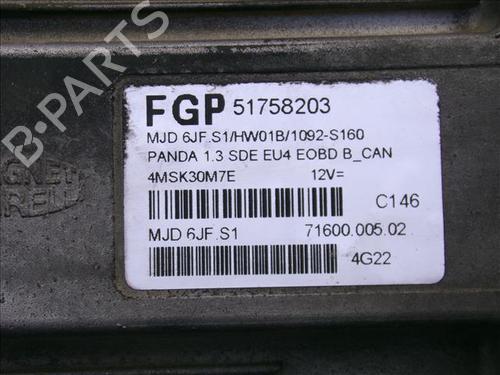 B-PARTS
FGP 51758203
MJD 6JF.S1/HW01B/1092-S160
PANDA 1.3 SDE EU4 EOBD B_CAN
4MSK30M7E 12V=
C146
MJD 6JF.S1 71600.005.02
4G22